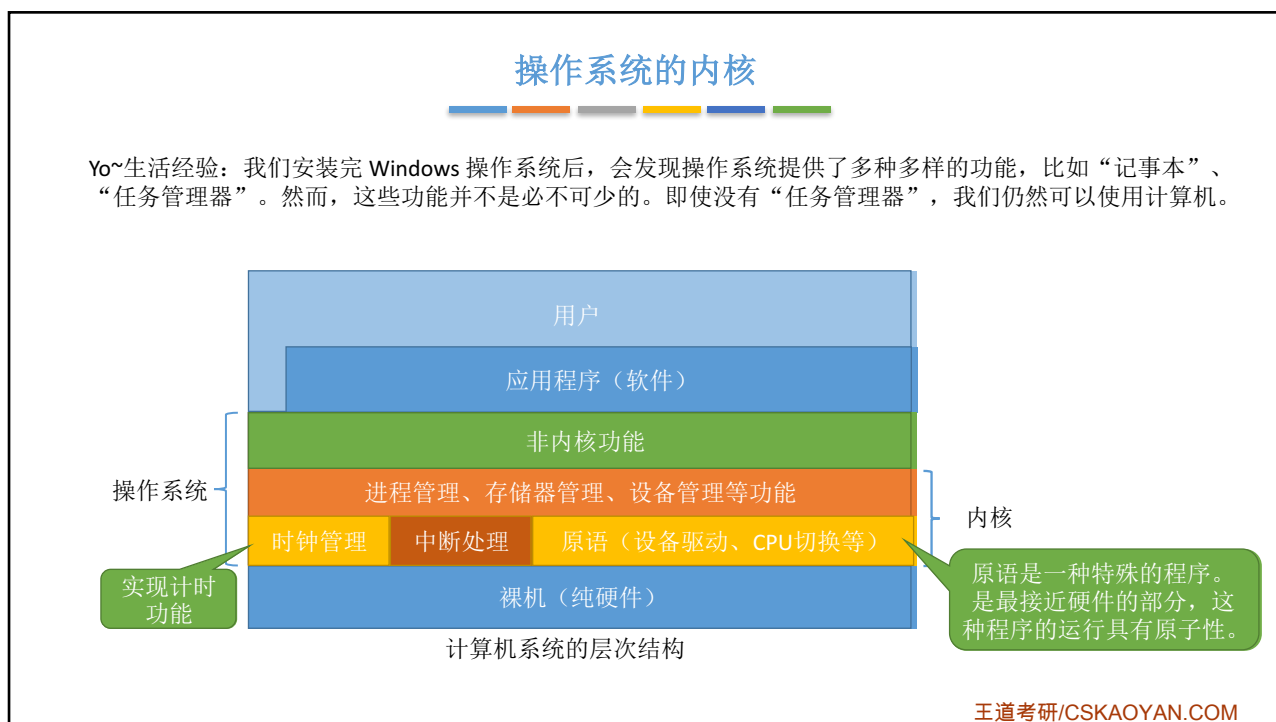 操作系统的内核
Yo~生活经验：我们安装完 Windows 操作系统后，会发现操作系统提供了多种多样的功能，比如“记事本”、
“任务管理器”。然而，这些功能并不是必不可少的。即使没有“任务管理器”，我们仍然可以使用计算机。
用户
应用程序（软件）
非内核功能
操作系统
进程管理、存储器管理、设备管理等功能
内核
时钟管理
中断处理
原语（设备驱动、CPU切换等）
实现计时
功能
裸机（纯硬件）
原语是一种特殊的程序。
是最接近硬件的部分，这
种程序的运行具有原子性。
计算机系统的层次结构
王道考研/CSKAOYAN.COM